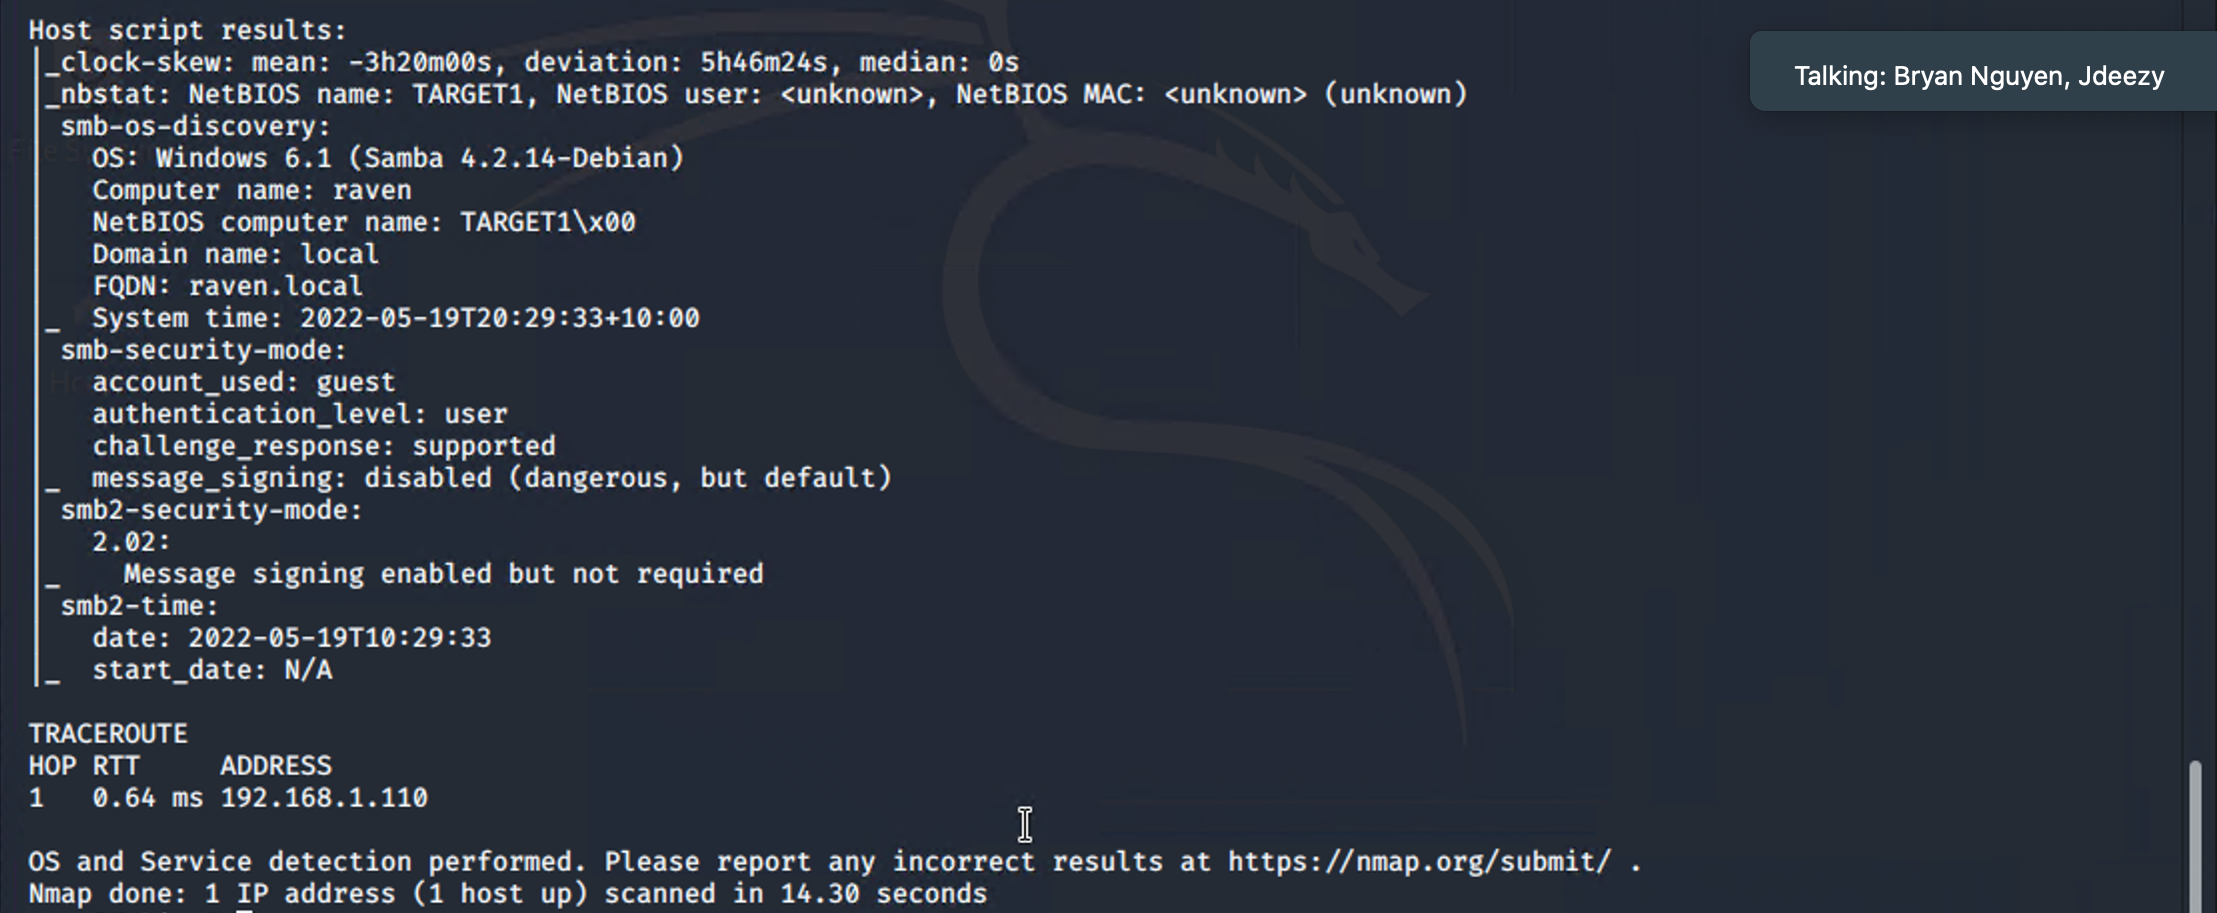 Host script results:
|_clock-skew: mean: -3h20m00s, deviation: 5h46m24s, median: 0s
|_nbstat: NetBIOS name: TARGET1, NetBIOS user: <unknown>, NetBIOS MAC: <unknown> (unknown)
| smb-os-discovery:
|   OS: Windows 6.1 (Samba 4.2.14-Debian)
|   Computer name: raven
|   NetBIOS computer name: TARGET1\x00
|   Domain name: local
|   FQDN: raven.local
|_  System time: 2022-05-19T20:29:33+10:00
| smb-security-mode:
|   account_used: guest
|   authentication_level: user
|   challenge_response: supported
|_  message_signing: disabled (dangerous, but default)
| smb2-security-mode:
|   2.02:
|_    Message signing enabled but not required
| smb2-time:
|   date: 2022-05-19T10:29:33
|_  start_date: N/A
TRACEROUTE
HOP RTT     ADDRESS
1   0.64 ms 192.168.1.110
OS and Service detection performed. Please report any incorrect results at https://nmap.org/submit/ .
Nmap done: 1 IP address (1 host up) scanned in 14.30 seconds
Talking: Bryan Nguyen, Jdeezy